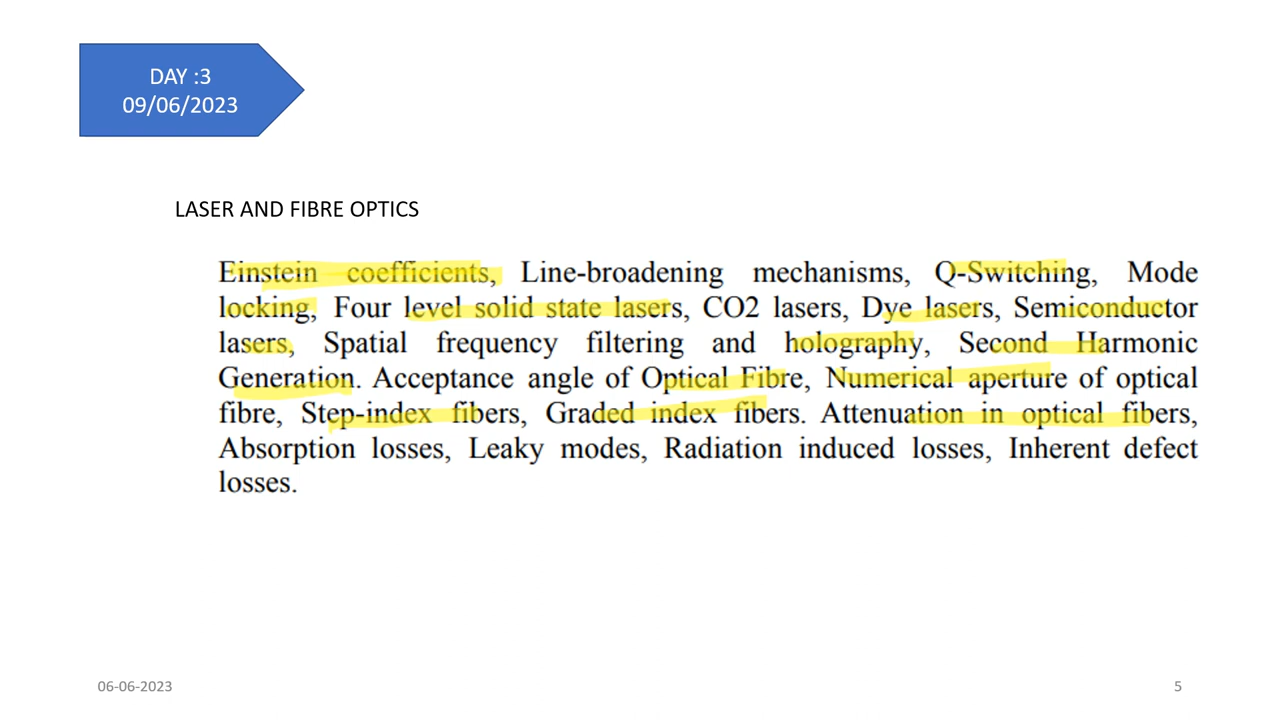 DAY :3
09/06/2023
LASER AND FIBRE OPTICS
Einstein coefficients, Line-broadening mechanisms, Q-Switching, Mode
locking, Four level solid state lasers, CO2 lasers, Dye lasers, Semiconductor
lasers, Spatial frequency filtering and holography, Second Harmonic
Generation. Acceptance angle of Optical Fibre, Numerical aperture of optical
fibre, Step-index fibers, Graded index fibers. Attenuation in optical fibers,
Absorption losses, Leaky modes, Radiation induced losses, Inherent defect
losses.
06-06-2023
5